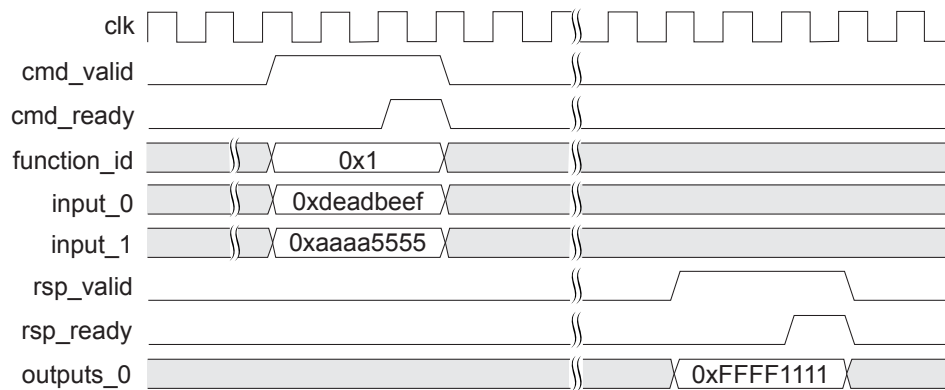 clk
cmd_valid
cmd_ready
function_id 0x1
input_0 0xdeadbeef
input_1 0xaaaa5555
rsp_valid
rsp_ready
outputs_0 0xFFFF1111